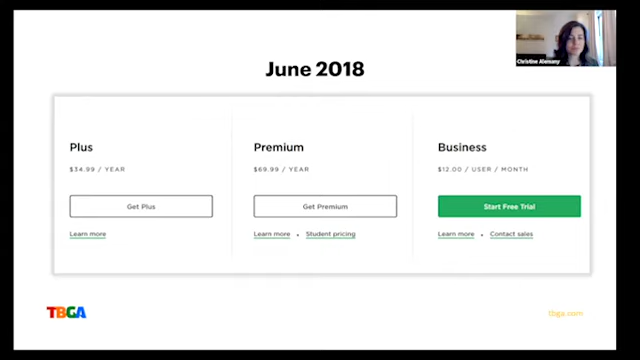 Christine Alemany
June 2018
Plus
$34.99 / YEAR
Get Plus
Learn more
Premium
$69.99 / YEAR
Get Premium
Learn more • Student pricing
Business
$12.00 / USER / MONTH
Start Free Trial
Learn more • Contact sales
TBGA
tbga.com